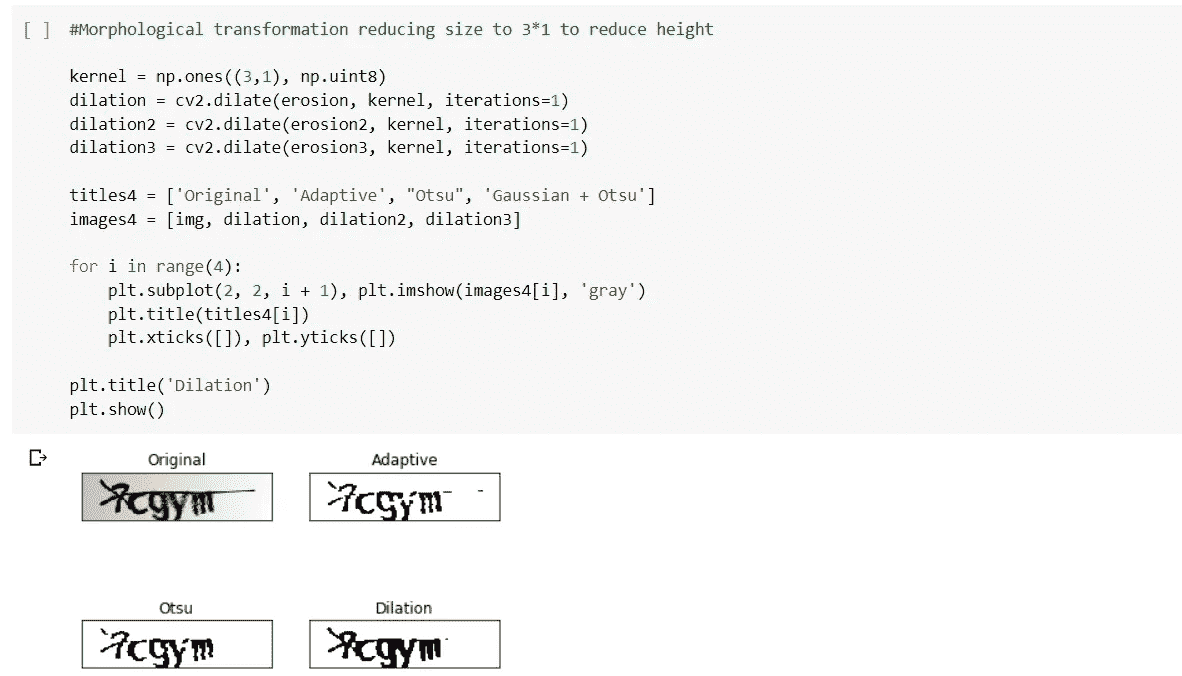 [ ] #Morphological transformation reducing size to 3*1 to reduce height
kernel = np.ones((3,1), np.uint8)
dilation = cv2.dilate(erosion, kernel, iterations=1)
dilation2 = cv2.dilate(erosion2, kernel, iterations=1)
dilation3 = cv2.dilate(erosion3, kernel, iterations=1)
titles4 = ['Original', 'Adaptive', "Otsu", 'Gaussian + Otsu']
images4 = [img, dilation, dilation2, dilation3]
for i in range(4):
plt.subplot(2, 2, i + 1), plt.imshow(images4[i], 'gray')
plt.title(titles4[i])
plt.xticks([]), plt.yticks([])
plt.title('Dilation')
plt.show()
Original Adaptive
cgym 7cgym
Otsu Dilation
7cgym cgym